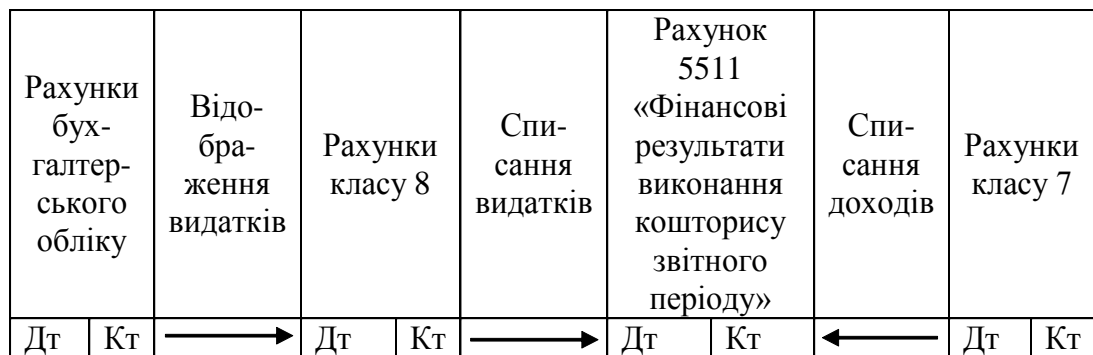 Рахунки
бух-
галтер-
ського
обліку
Відо-
бра-
ження
видатків
Рахунки
класу 8
Спи-
сання
видатків
Рахунок
5511
«Фінансові
результати
виконання
кошторису
звітного
періоду»
Спи-
сання
доходів
Рахунки
класу 7
Дт Кт Дт Кт Дт Кт Дт Кт